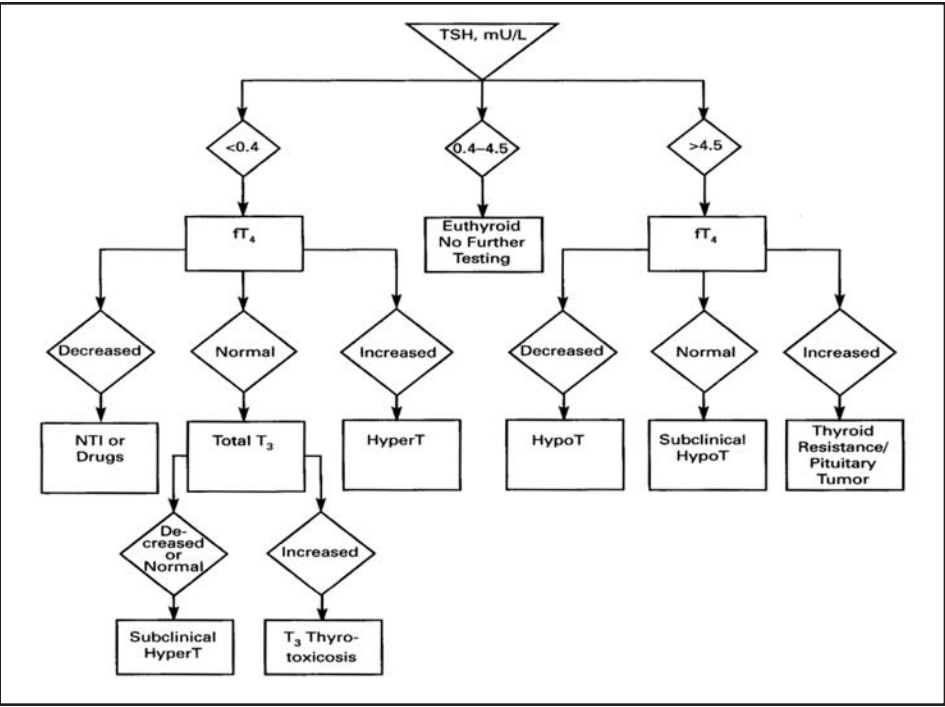 TSH, mU/L
<0.4
0.4–4.5
>4.5
fT₄
Euthyroid
No Further
Testing
fT₄
Decreased
Normal
Increased
Decreased
Normal
Increased
NTI or
Drugs
Total T₃
HyperT
HypoT
Subclinical
HypoT
Thyroid
Resistance/
Pituitary
Tumor
De-
creased
or
Normal
Increased
Subclinical
HyperT
T₃ Thyro-
toxicosis